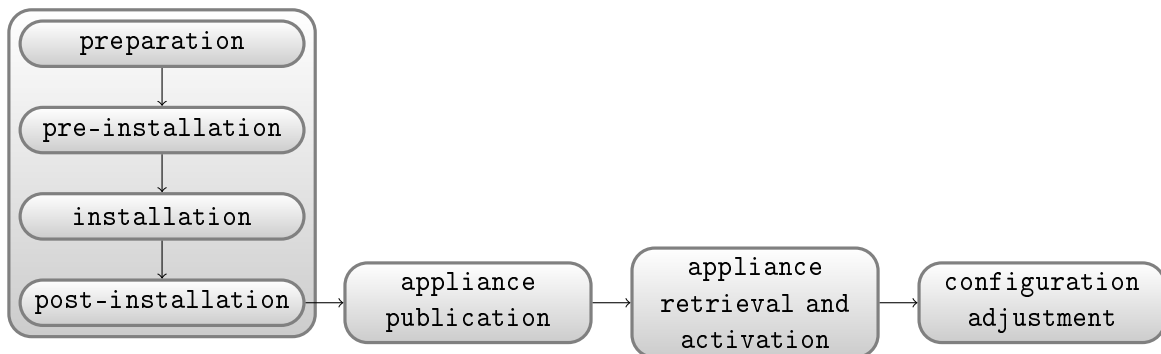 preparation
pre-installation
installation
post-installation
appliance
publication
appliance
retrieval and
activation
configuration
adjustment